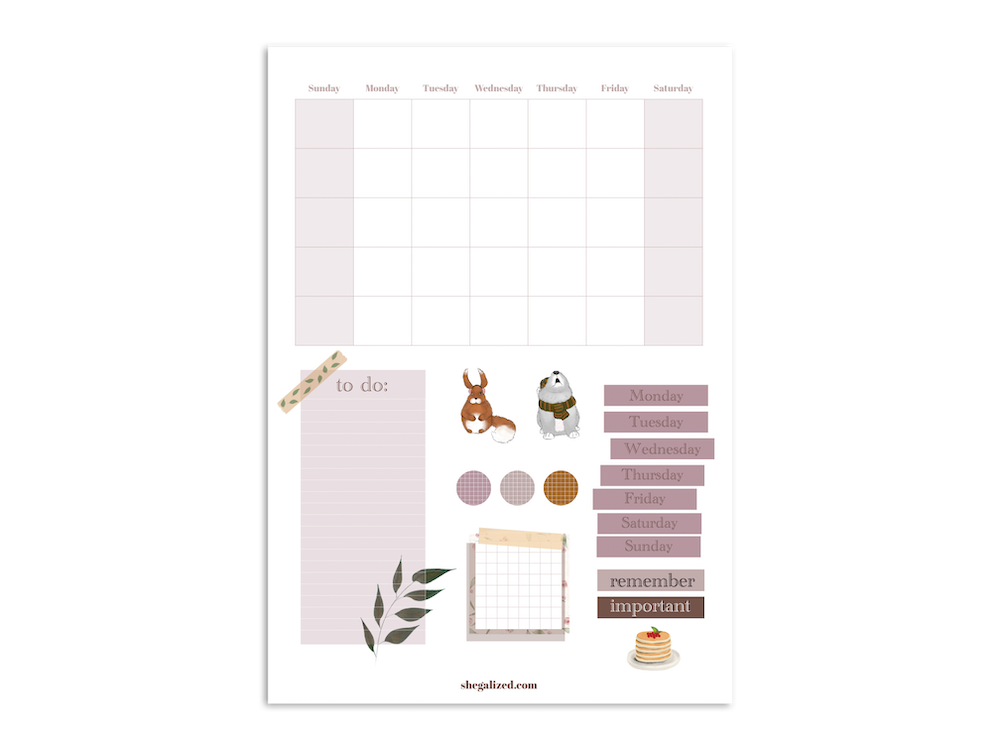 Sunday Monday Tuesday Wednesday Thursday Friday Saturday
to do:
Monday
Tuesday
Wednesday
Thursday
Friday
Saturday
Sunday
remember
important
shegalized.com